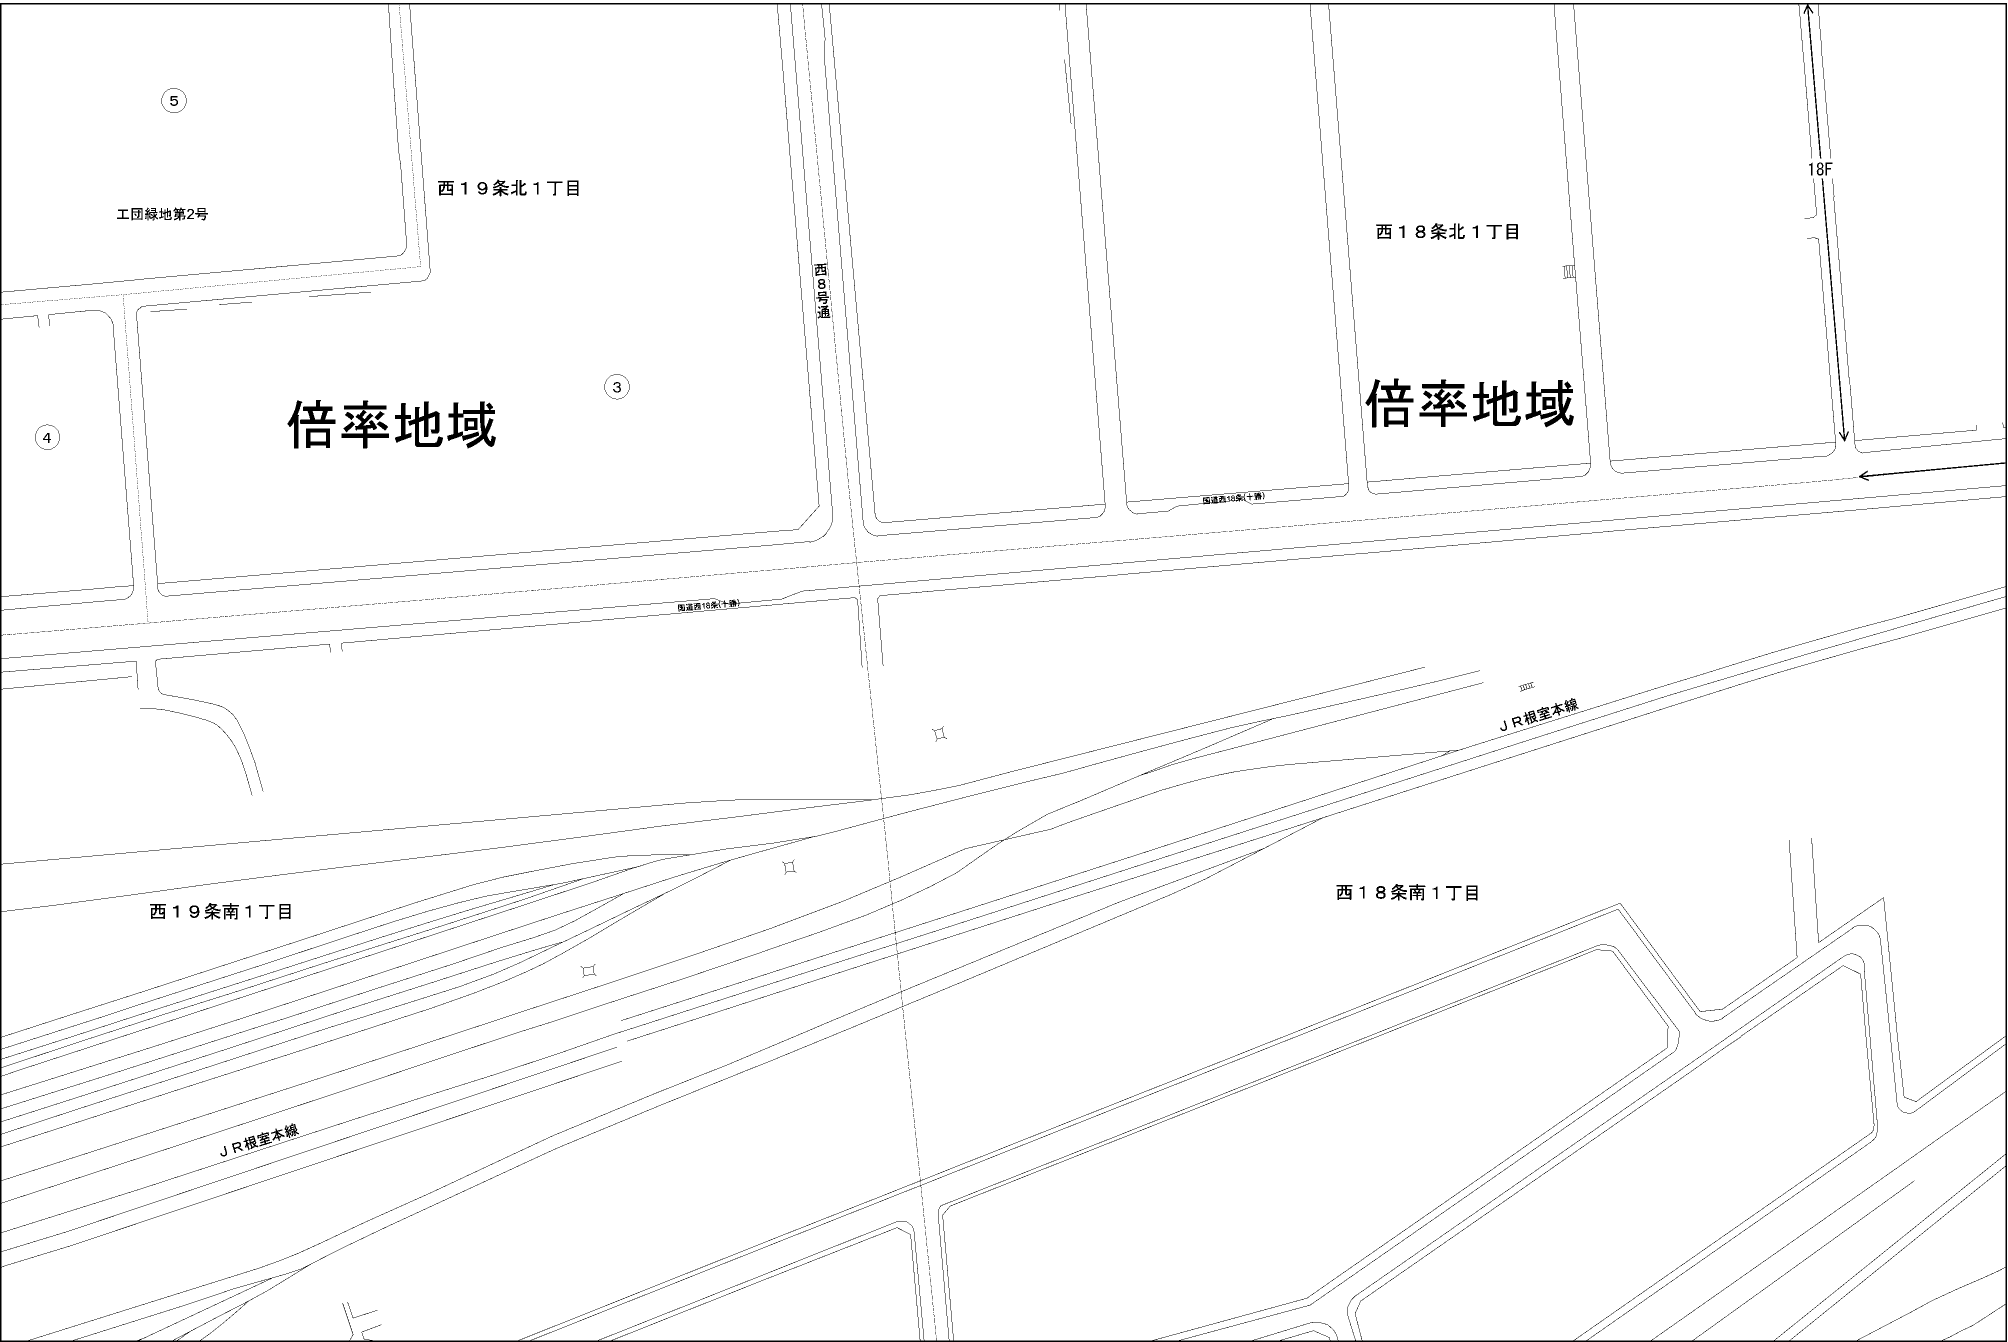 ⑤
18F
西１９条北１丁目
工団緑地第2号
西１８条北１丁目
西８号通
③
倍率地域
倍率地域
④
国道西18条(十勝)
国道西18条(十勝)
ＪＲ根室本線
西１８条南１丁目
西１９条南１丁目
ＪＲ根室本線